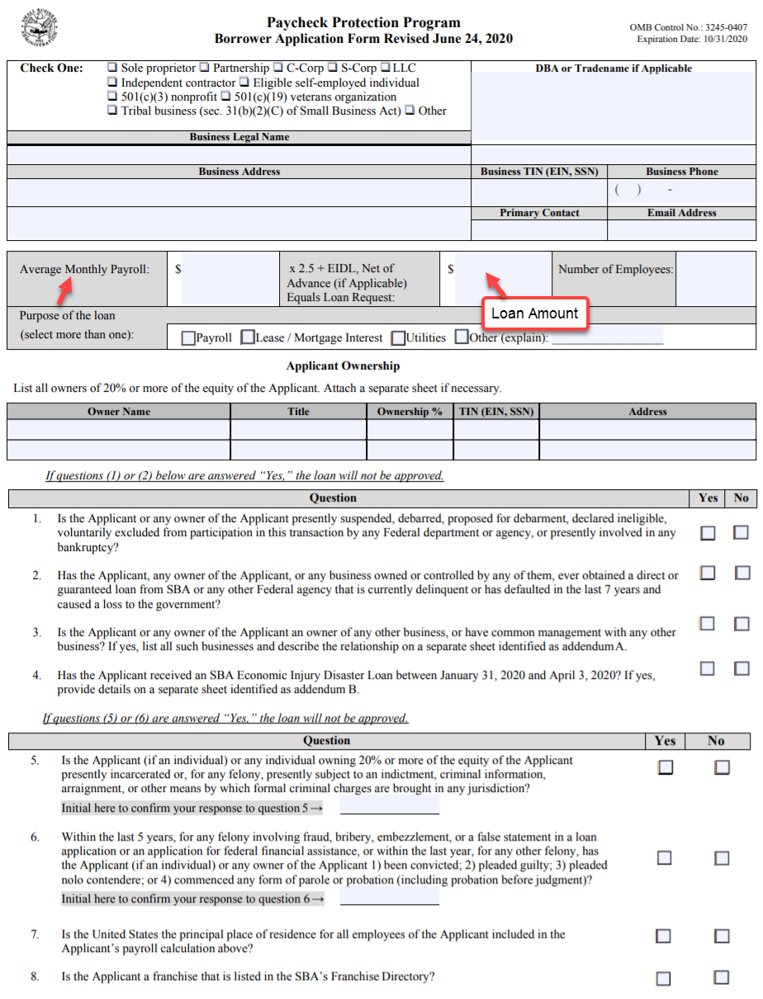 SMALL BUSINESS
ADMINISTRATION
Paycheck Protection Program
Borrower Application Form Revised June 24, 2020
OMB Control No.: 3245-0407
Expiration Date: 10/31/2020
Check One:
Sole proprietor Partnership C-Corp S-Corp LLC
Independent contractor Eligible self-employed individual
501(c)(3) nonprofit 501(c)(19) veterans organization
Tribal business (sec. 31(b)(2)(C) of Small Business Act) Other
DBA or Tradename if Applicable
Business Legal Name
Business Address
Business TIN (EIN, SSN)
Business Phone
( ) -
Primary Contact
Email Address
Average Monthly Payroll:
$
x 2.5 + EIDL, Net of
Advance (if Applicable)
Equals Loan Request:
$
Number of Employees:
Loan Amount
Purpose of the loan
(select more than one):
Payroll Lease / Mortgage Interest Utilities Other (explain):
Applicant Ownership
List all owners of 20% or more of the equity of the Applicant. Attach a separate sheet if necessary.
Owner Name Title Ownership % TIN (EIN, SSN) Address
If questions (1) or (2) below are answered “Yes,” the loan will not be approved.
Question Yes No
1. Is the Applicant or any owner of the Applicant presently suspended, debarred, proposed for debarment, declared ineligible,
voluntarily excluded from participation in this transaction by any Federal department or agency, or presently involved in any
bankruptcy?
2. Has the Applicant, any owner of the Applicant, or any business owned or controlled by any of them, ever obtained a direct or
guaranteed loan from SBA or any other Federal agency that is currently delinquent or has defaulted in the last 7 years and
caused a loss to the government?
3. Is the Applicant or any owner of the Applicant an owner of any other business, or have common management with any other
business? If yes, list all such businesses and describe the relationship on a separate sheet identified as addendum A.
4. Has the Applicant received an SBA Economic Injury Disaster Loan between January 31, 2020 and April 3, 2020? If yes,
provide details on a separate sheet identified as addendum B.
If questions (5) or (6) are answered “Yes,” the loan will not be approved.
Question Yes No
5. Is the Applicant (if an individual) or any individual owning 20% or more of the equity of the Applicant
presently incarcerated or, for any felony, presently subject to an indictment, criminal information,
arraignment, or other means by which formal criminal charges are brought in any jurisdiction?
Initial here to confirm your response to question 5 →
6. Within the last 5 years, for any felony involving fraud, bribery, embezzlement, or a false statement in a loan
application or an application for federal financial assistance, or within the last year, for any other felony, has
the Applicant (if an individual) or any owner of the Applicant 1) been convicted; 2) pleaded guilty; 3) pleaded
nolo contendere; or 4) commenced any form of parole or probation (including probation before judgment)?
Initial here to confirm your response to question 6 →
7. Is the United States the principal place of residence for all employees of the Applicant included in the
Applicant’s payroll calculation above?
8. Is the Applicant a franchise that is listed in the SBA’s Franchise Directory?